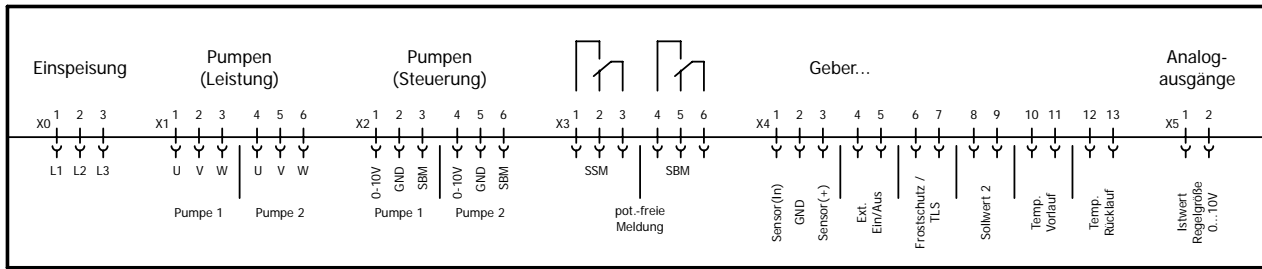 Einspeisung
Pumpen
(Leistung)
Pumpen
(Steuerung)
Geber...
Analog-
ausgänge
X0 1 2 3
X1 1 2 3 4 5 6
X2 1 2 3 4 5 6
X3 1 2 3 4 5 6
X4 1 2 3 4 5 6 7 8 9 10 11 12 13
X5 1 2
L1 L2 L3
U V W U V W
Pumpe 1 Pumpe 2
0-10V GND SBM 0-10V GND SBM
Pumpe 1 Pumpe 2
SSM SBM
pot.-freie
Meldung
Sensor(In)
GND
Sensor(+)
Ext.
Ein/Aus
Frostschutz /
TLS
Sollwert 2
Temp.
Vorlauf
Temp.
Rücklauf
Istwert
Regelgröße
0...10V